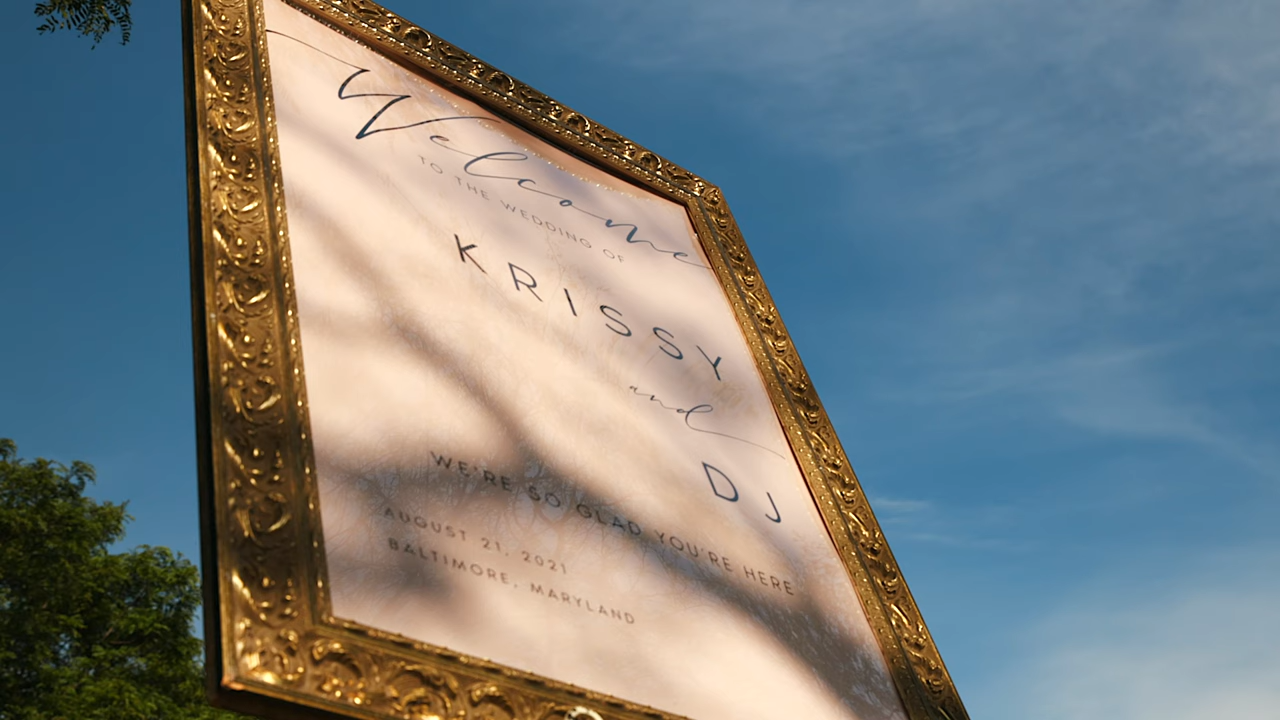 Welcome
TO THE WEDDING OF
KRISSY
and
DJ
WE'RE SO GLAD YOU'RE HERE
AUGUST 21, 2021
BALTIMORE, MARYLAND